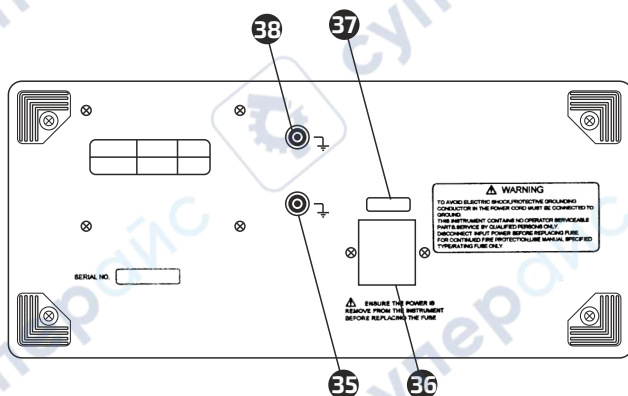 38
37
⚠ WARNING
TO AVOID ELECTRIC SHOCK,PROTECTIVE GROUNDING
CONDUCTOR IN THE POWER CORD MUST BE CONNECTED TO
GROUND.
THIS INSTRUMENT CONTAINS NO OPERATOR SERVICEABLE
PARTS.SERVICE BY QUALIFIED PERSONS ONLY.
DISCONNECT INPUT POWER BEFORE REPLACING FUSE.
FOR CONTINUED FIRE PROTECTION,USE MANUAL SPECIFIED
TYPE/RATING FUSE ONLY
SERIAL NO.
⚠ ENSURE THE POWER IS
REMOVE FROM THE INSTRUMENT
BEFORE REPLACING THE FUSE
35
36
суперайс